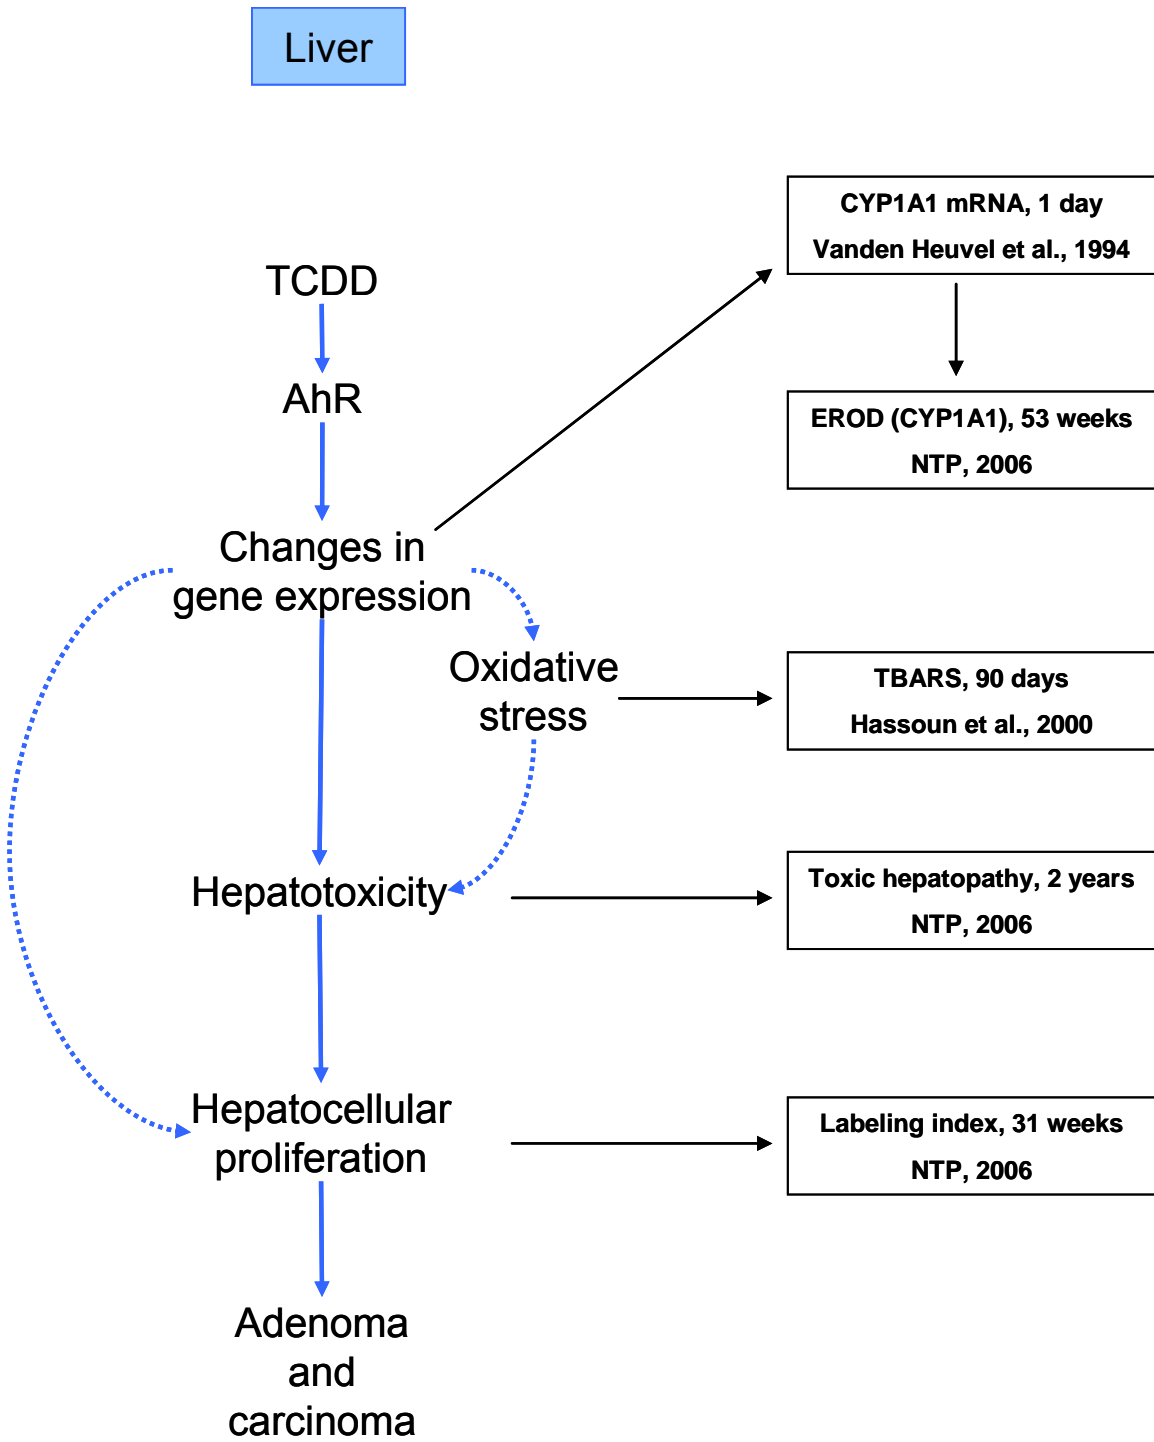 Liver
CYP1A1 mRNA, 1 day
Vanden Heuvel et al., 1994
TCDD
AhR
EROD (CYP1A1), 53 weeks
NTP, 2006
Changes in
gene expression
Oxidative
stress
TBARS, 90 days
Hassoun et al., 2000
Hepatotoxicity
Toxic hepatopathy, 2 years
NTP, 2006
Hepatocellular
proliferation
Labeling index, 31 weeks
NTP, 2006
Adenoma
and
carcinoma